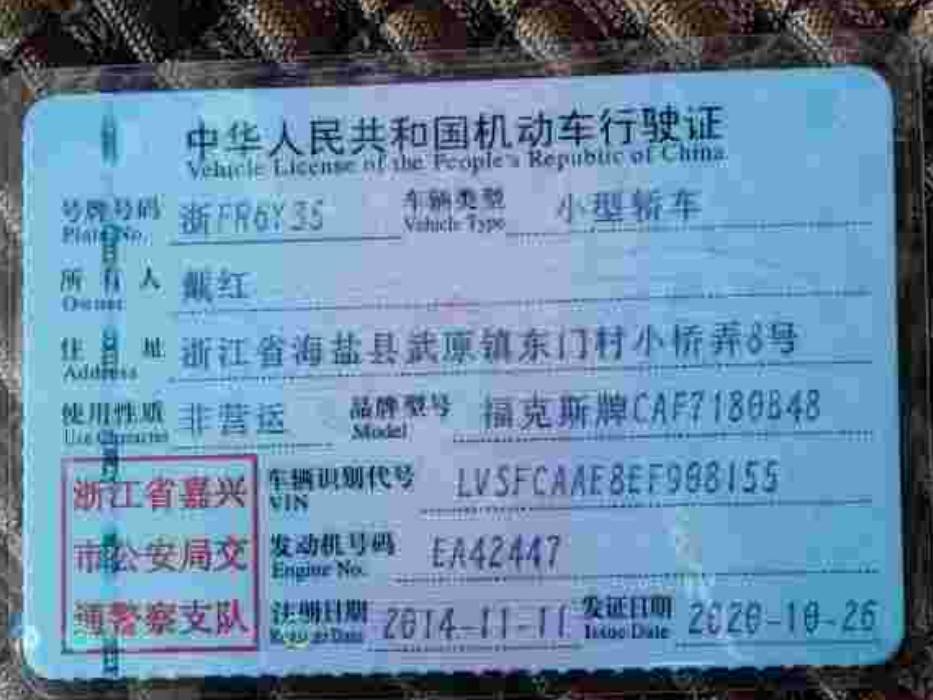 中华人民共和国机动车行驶证
Vehicle License of the People's Republic of China
号牌号码 浙FR6Y35 车辆类型 小型轿车
Plate No. Vehicle Type
所有人 戴红
Owner
住址 浙江省海盐县武原镇东门村小桥弄8号
Address
使用性质 非营运 品牌型号 福克斯牌CAF7180B48
Use Character Model
浙江省嘉兴 车辆识别代号 LVSFCAAE8EF908155
VIN
市公安局交 发动机号码 EA42447
Engine No.
通警察支队 注册日期 2014-11-11 发证日期 2020-10-26
Register Date Issue Date